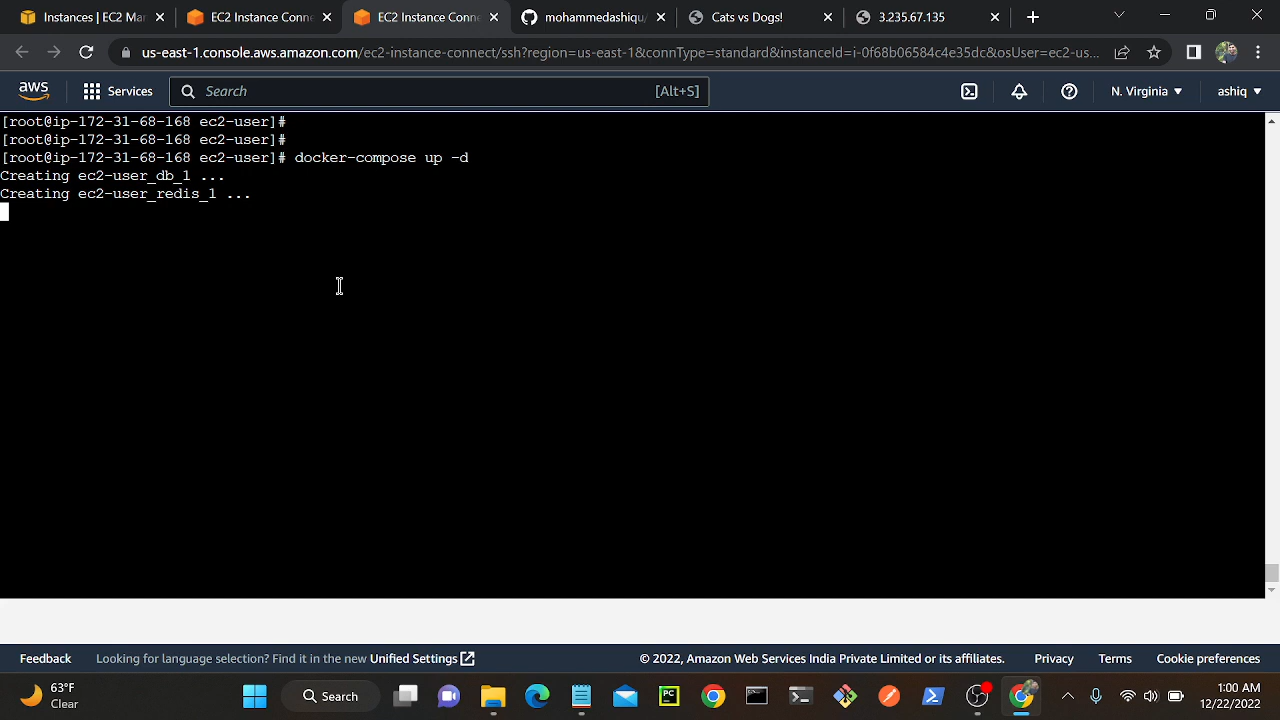 Instances | EC2 Mar
EC2 Instance Conne
EC2 Instance Conne
mohammedashiqu/
Cats vs Dogs!
3.235.67.135
us-east-1.console.aws.amazon.com/ec2-instance-connect/ssh?region=us-east-1&connType=standard&instanceId=i-0f68b06584c4e35dc&osUser=ec2-us...
aws
Services
Search
[Alt+S]
N. Virginia
ashiq
[root@ip-172-31-68-168 ec2-user]#
[root@ip-172-31-68-168 ec2-user]#
[root@ip-172-31-68-168 ec2-user]# docker-compose up -d
Creating ec2-user_db_1 ...
Creating ec2-user_redis_1 ...
Feedback
Looking for language selection? Find it in the new Unified Settings
© 2022, Amazon Web Services India Private Limited or its affiliates.
Privacy
Terms
Cookie preferences
63°F
Clear
Search
PC
1:00 AM
12/22/2022